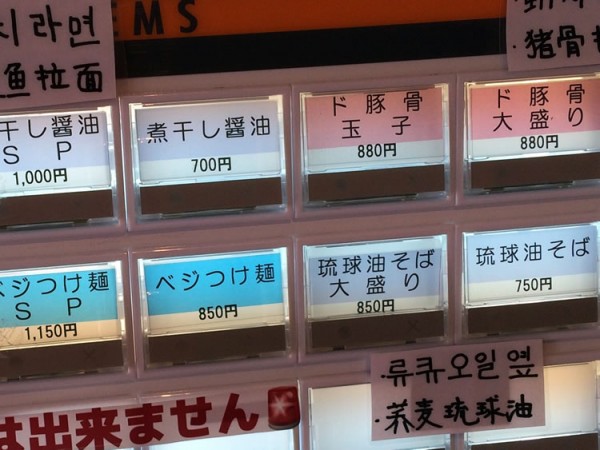 EMS
치라면
魚拉面
猪骨
干し醤油
SP
1,000円
煮干し醤油
700円
ド豚骨
玉子
880円
ド豚骨
大盛り
880円
ベジつけ麺
SP
1,150円
ベジつけ麺
850円
琉球油そば
大盛り
850円
琉球油そば
750円
は出来ません
·류큐오일옆
·蕎麦琉球油